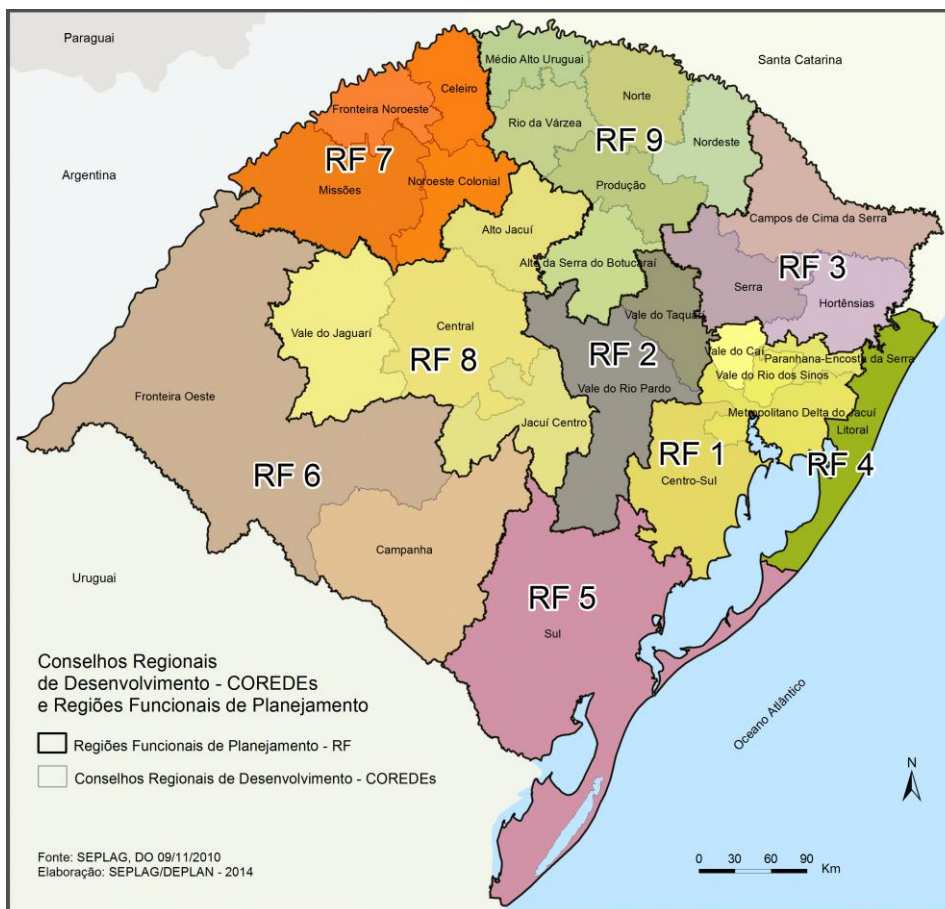 Paraguai
Santa Catarina
Argentina
Uruguai
Oceano Atlântico
Médio Alto Uruguai
Celeiro
Norte
Fronteira Noroeste
Rio da Várzea
RF 9
Nordeste
RF 7
Missões
Noroeste Colonial
Produção
Campos de Cima da Serra
Alto Jacuí
Alto da Serra do Botucaraí
RF 3
Serra
Hortênsias
Vale do Taquari
Vale do Jaguarí
Central
RF 8
RF 2
Vale do Caí
Paranhana-Encosta da Serra
Vale do Rio dos Sinos
Vale do Rio Pardo
Fronteira Oeste
Jacuí Centro
Metropolitano Delta do Jacuí
Litoral
RF 1
RF 4
Centro-Sul
RF 6
Campanha
RF 5
Sul
Conselhos Regionais
de Desenvolvimento - COREDEs
e Regiões Funcionais de Planejamento
Regiões Funcionais de Planejamento - RF
Conselhos Regionais de Desenvolvimento - COREDEs
Fonte: SEPLAG, DO 09/11/2010
Elaboração: SEPLAG/DEPLAN - 2014
N
0 30 60 90
Km